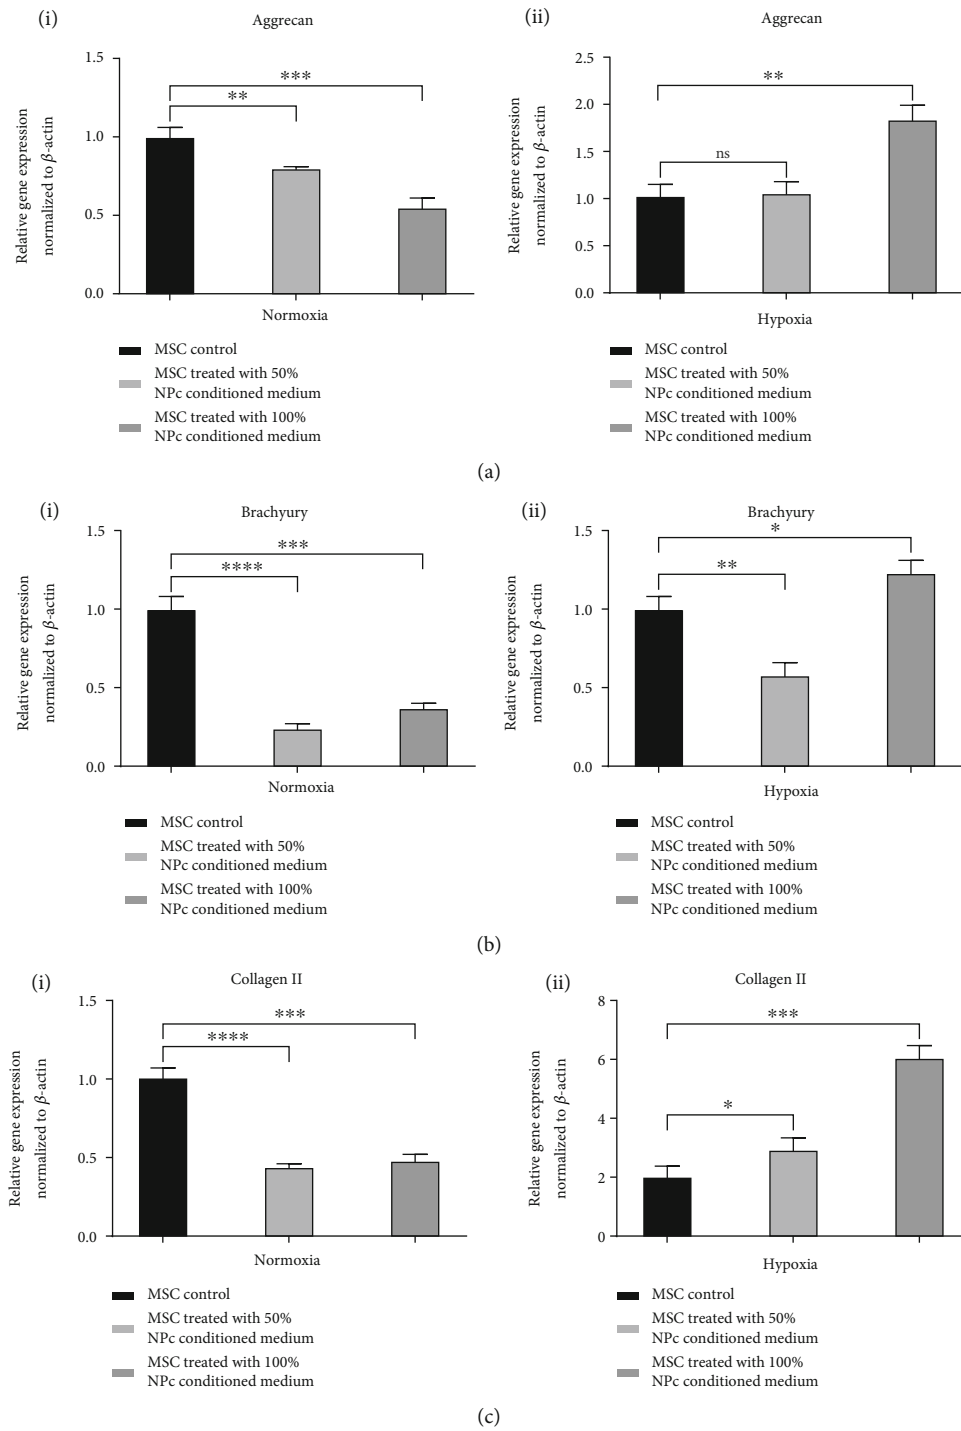 (i)
Aggrecan
Relative gene expression
normalized to β-actin
1.5
1.0
0.5
0.0
***
**
Normoxia
MSC control
MSC treated with 50%
NPc conditioned medium
MSC treated with 100%
NPc conditioned medium
(ii)
Aggrecan
Relative gene expression
normalized to β-actin
2.5
2.0
1.5
1.0
0.5
0.0
**
ns
Hypoxia
MSC control
MSC treated with 50%
NPc conditioned medium
MSC treated with 100%
NPc conditioned medium
(a)
(i)
Brachyury
Relative gene expression
normalized to β-actin
1.5
1.0
0.5
0.0
***
****
Normoxia
MSC control
MSC treated with 50%
NPc conditioned medium
MSC treated with 100%
NPc conditioned medium
(ii)
Brachyury
Relative gene expression
normalized to β-actin
1.5
1.0
0.5
0.0
*
**
Hypoxia
MSC control
MSC treated with 50%
NPc conditioned medium
MSC treated with 100%
NPc conditioned medium
(b)
(i)
Collagen II
Relative gene expression
normalized to β-actin
1.5
1.0
0.5
0.0
***
****
Normoxia
MSC control
MSC treated with 50%
NPc conditioned medium
MSC treated with 100%
NPc conditioned medium
(ii)
Collagen II
Relative gene expression
normalized to β-actin
8
6
4
2
0
***
*
Hypoxia
MSC control
MSC treated with 50%
NPc conditioned medium
MSC treated with 100%
NPc conditioned medium
(c)